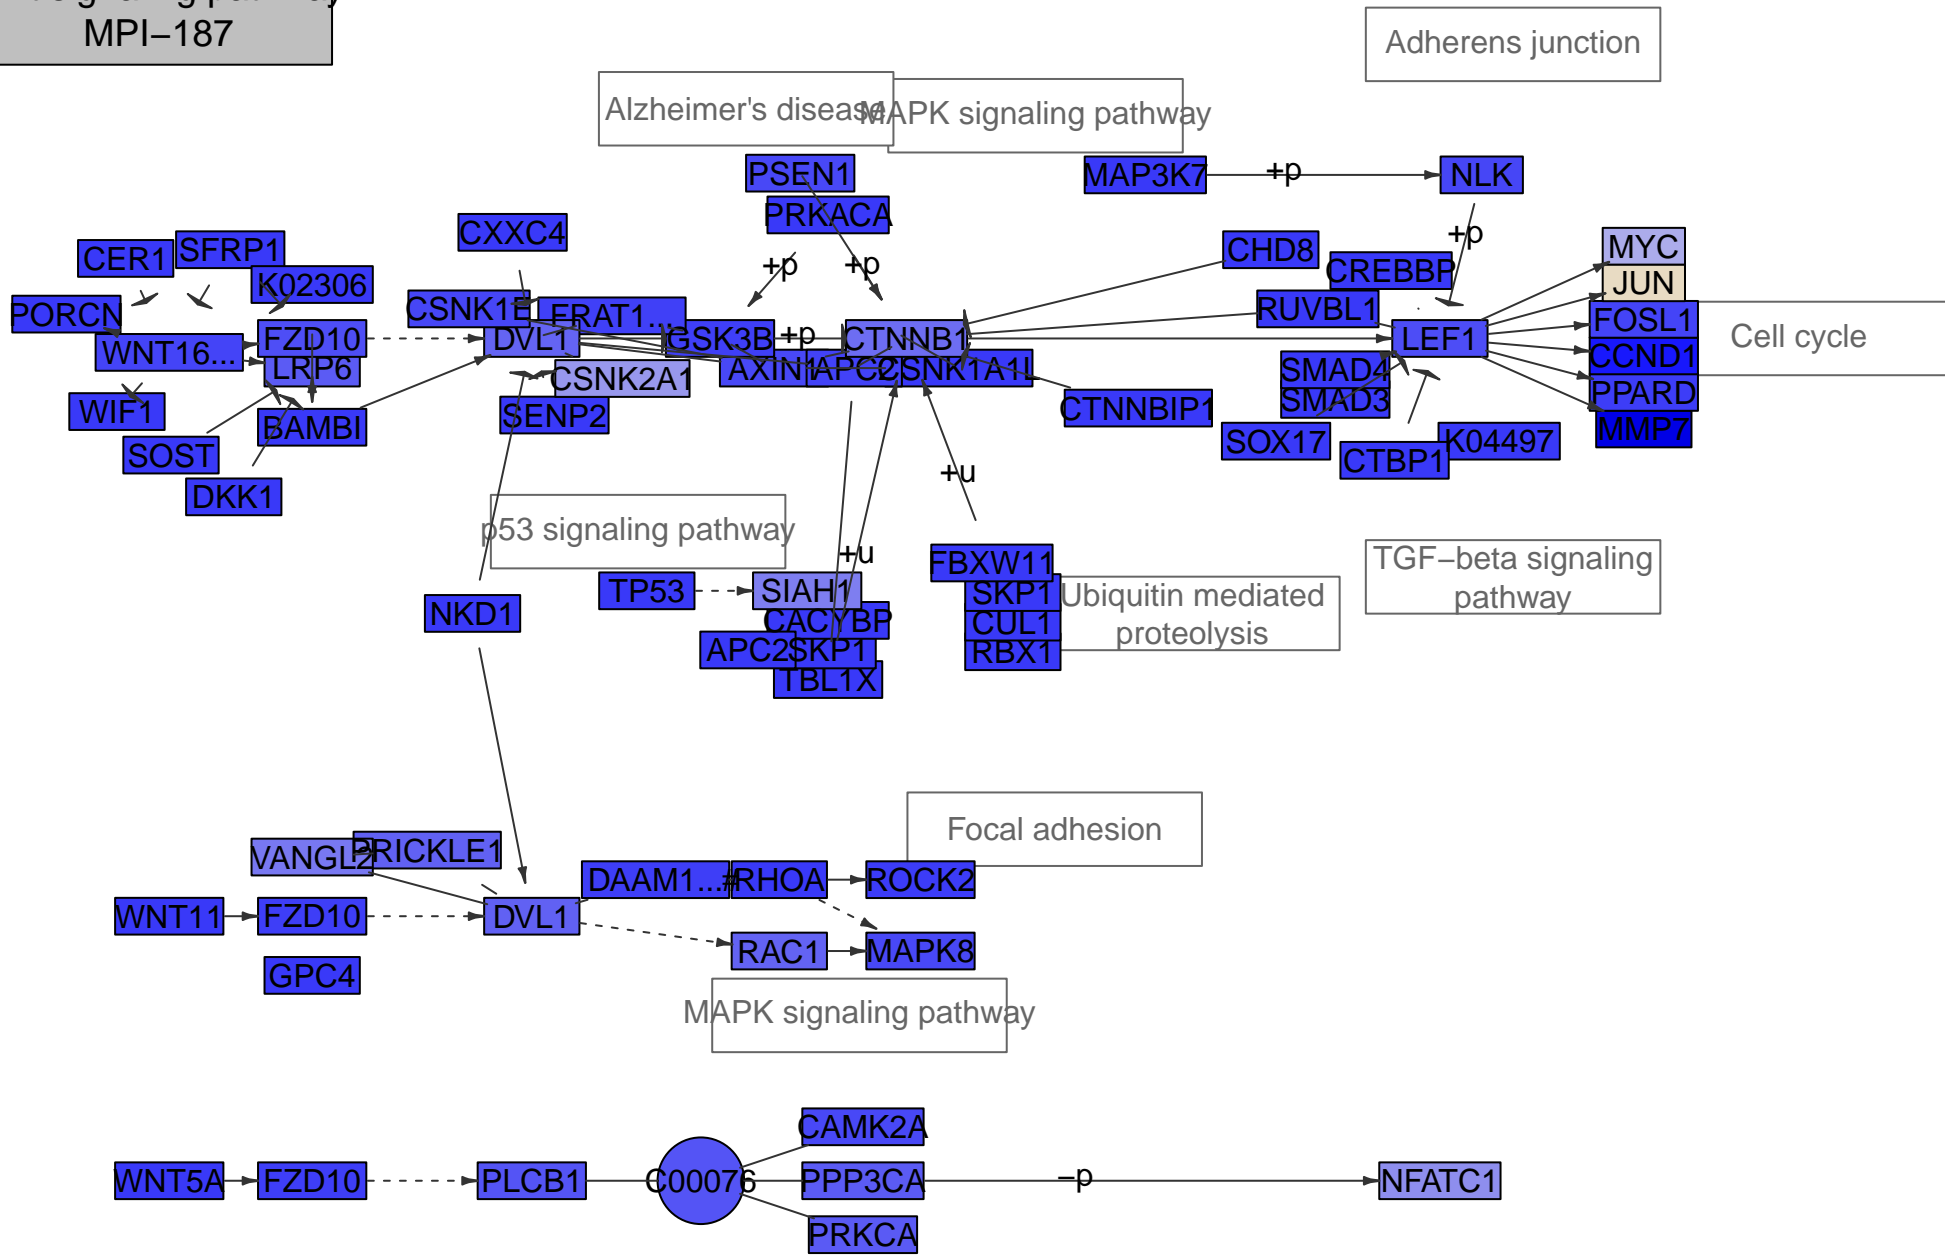 signaling pathway
MPI−187
Adherens junction
Alzheimer's disease
MAPK signaling pathway
PSEN1
MAP3K7
+p
NLK
PRKACA
CXXC4
CER1
SFRP1
+p
+p
+p
CHD8
MYC
CREBBP
K02306
JUN
PORCN
CSNK1E
FRAT1...
RUVBL1
FOSL1
Cell cycle
WNT16...
FZD10
DVL1
GSK3B
+p
CTNNB1
LEF1
CCND1
LRP6
AXIN1
APC2
CSNK1A1L
SMAD4
CSNK2A1
PPARD
WIF1
SENP2
CTNNBIP1
SMAD3
BAMBI
MMP7
SOST
SOX17
K04497
CTBP1
DKK1
+u
p53 signaling pathway
+u
FBXW11
TGF−beta signaling
pathway
TP53
SIAH1
SKP1
Ubiquitin mediated
proteolysis
NKD1
CACYBP
CUL1
APC2
SKP1
RBX1
TBL1X
Focal adhesion
VANGL2
PRICKLE1
DAAM1...#
RHOA
ROCK2
WNT11
FZD10
DVL1
RAC1
MAPK8
GPC4
MAPK signaling pathway
CAMK2A
WNT5A
FZD10
PLCB1
C00076
PPP3CA
−p
NFATC1
PRKCA